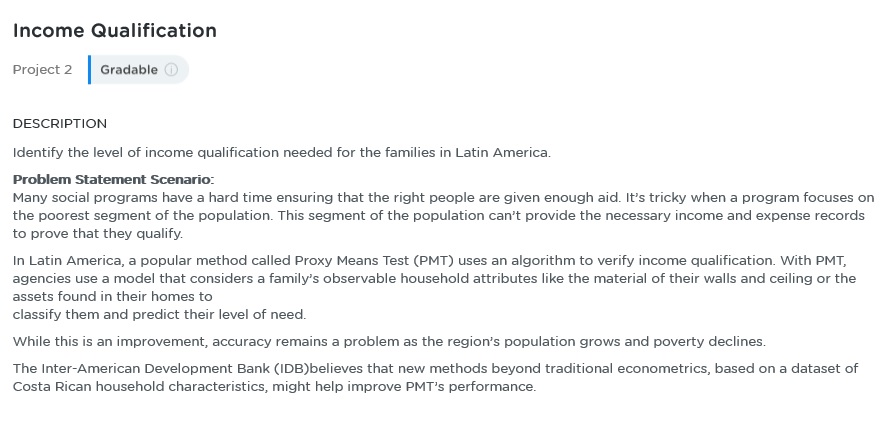 Income Qualification
Project 2 Gradable
DESCRIPTION
Identify the level of income qualification needed for the families in Latin America.
Problem Statement Scenario:
Many social programs have a hard time ensuring that the right people are given enough aid. It’s tricky when a program focuses on
the poorest segment of the population. This segment of the population can’t provide the necessary income and expense records
to prove that they qualify.
In Latin America, a popular method called Proxy Means Test (PMT) uses an algorithm to verify income qualification. With PMT,
agencies use a model that considers a family’s observable household attributes like the material of their walls and ceiling or the
assets found in their homes to
classify them and predict their level of need.
While this is an improvement, accuracy remains a problem as the region’s population grows and poverty declines.
The Inter-American Development Bank (IDB)believes that new methods beyond traditional econometrics, based on a dataset of
Costa Rican household characteristics, might help improve PMT’s performance.